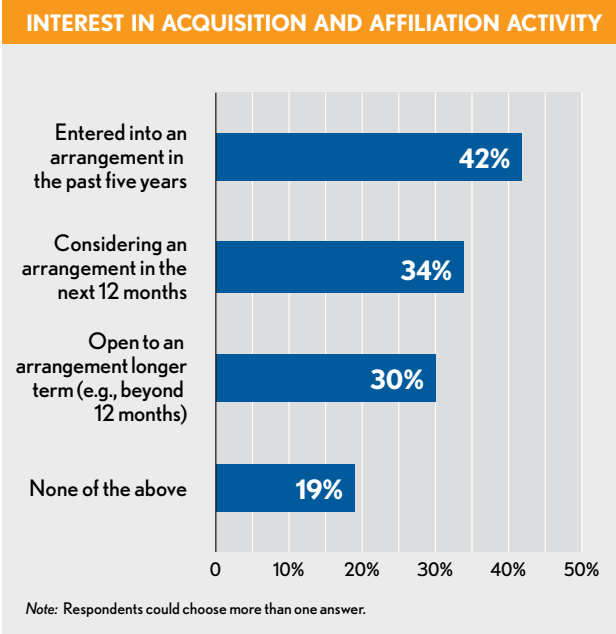 INTEREST IN ACQUISITION AND AFFILIATION ACTIVITY
Entered into an
arrangement in
the past five years
42%
Considering an
arrangement in the
next 12 months
34%
Open to an
arrangement longer
term (e.g., beyond
12 months)
30%
None of the above
19%
0 10% 20% 30% 40% 50%
Note: Respondents could choose more than one answer.